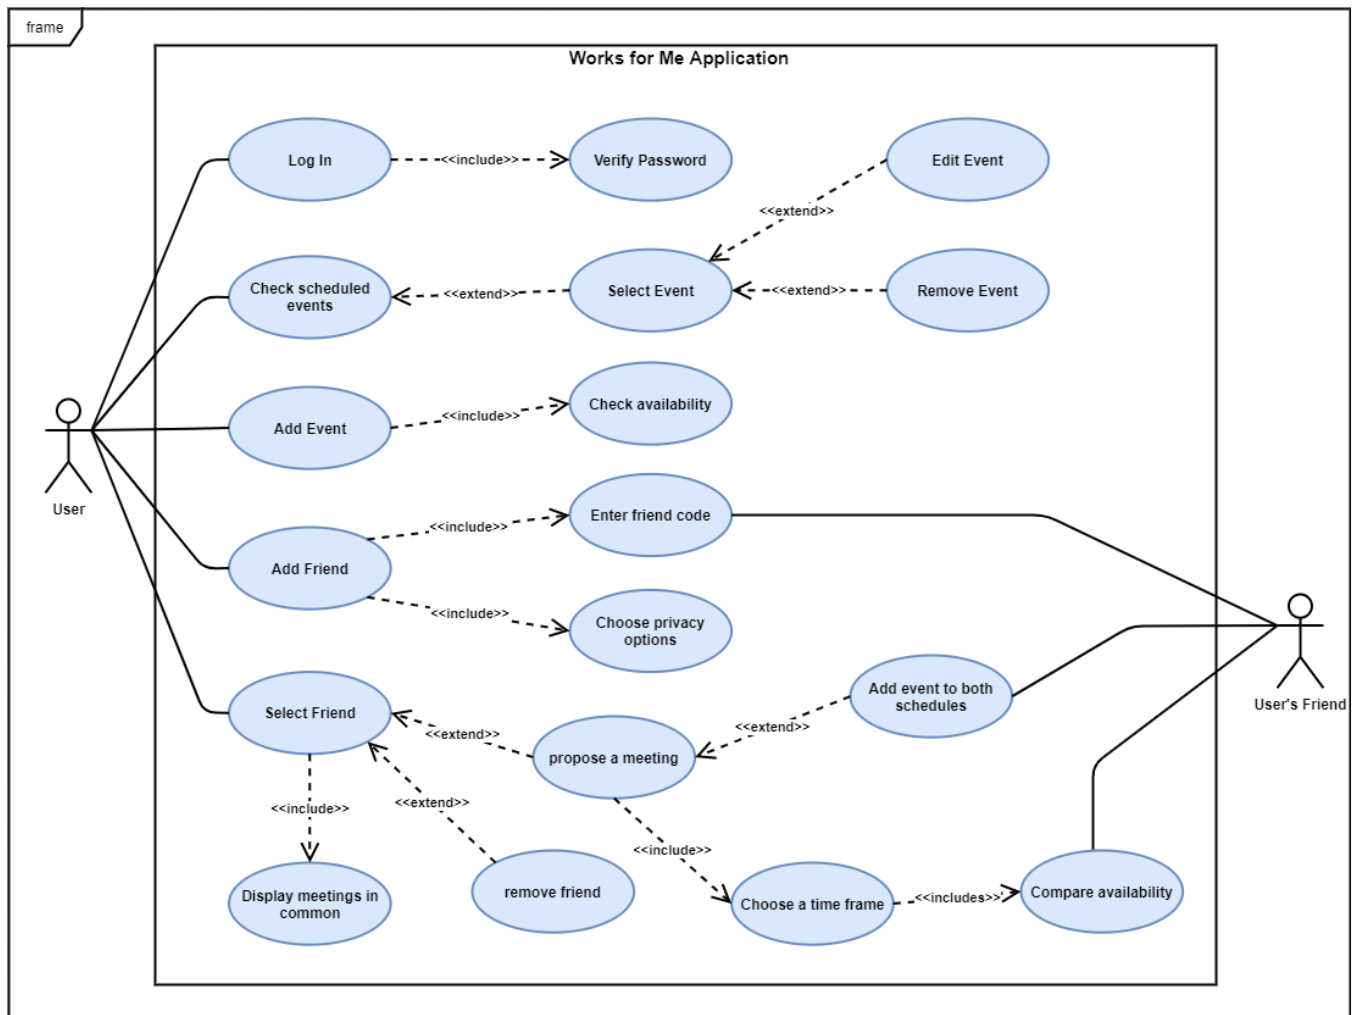 frame
Works for Me Application
Log In
<<include>>
Verify Password
Edit Event
<<extend>>
Check scheduled
events
<<extend>>
Select Event
<<extend>>
Remove Event
Add Event
<<include>>
Check availability
User
Add Friend
<<include>>
Enter friend code
<<include>>
Choose privacy
options
User's Friend
Select Friend
<<extend>>
propose a meeting
<<extend>>
Add event to both
schedules
<<include>>
<<extend>>
<<include>>
Display meetings in
common
remove friend
Choose a time frame
<<includes>>
Compare availability